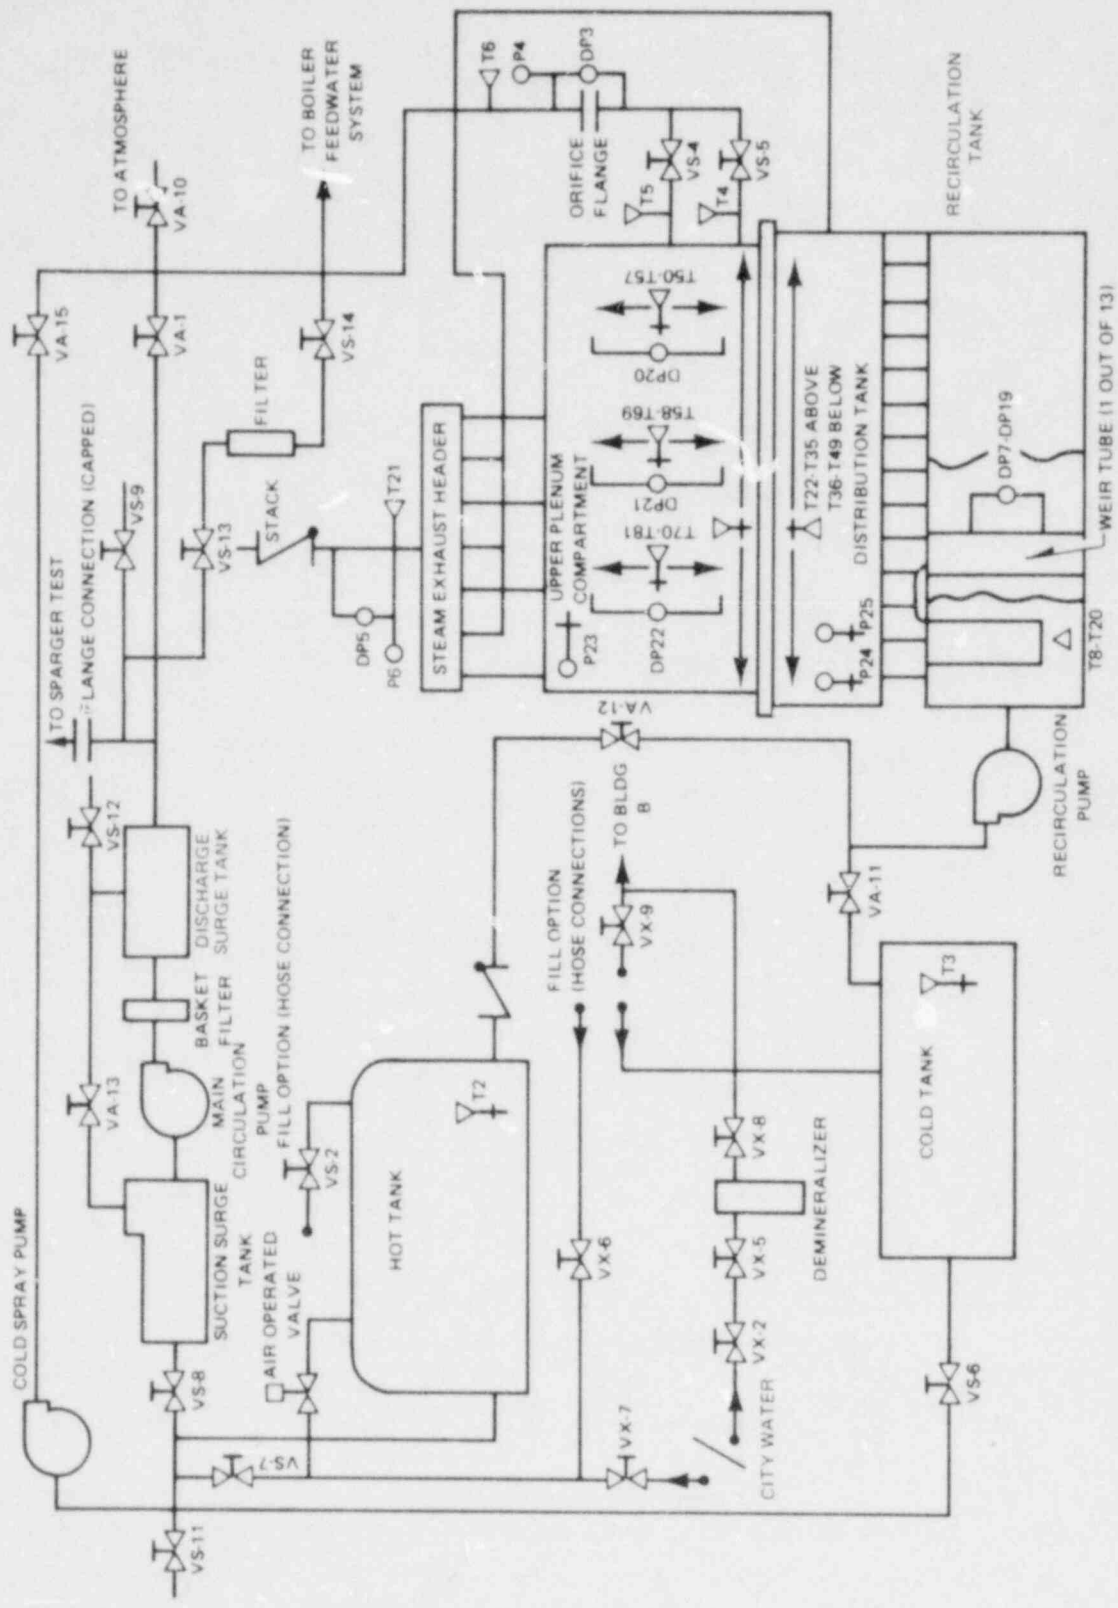 COLD SPRAY PUMP
VS-11
VS-8
VS-7
SUCTION SURGE
TANK
AIR OPERATED
VALVE
VA-13
MAIN
CIRCULATION
PUMP
BASKET
FILTER
DISCHARGE
SURGE TANK
VS-12
TO SPARGER TEST
FLANGE CONNECTION (CAPPED)
VS-9
VS-13
FILTER
VS-14
VA-15
VA-1
VA-10
TO ATMOSPHERE
TO BOILER
FEEDWATER
SYSTEM
FILL OPTION (HOSE CONNECTION)
VS-2
HOT TANK
T2
STACK
DP5
P6
T21
STEAM EXHAUST HEADER
T6
P4
DP3
ORIFICE
FLANGE
VS-4
VS-5
T5
T4
UPPER PLENUM
COMPARTMENT
P23
DP22
T70-T81
DP21
T58-T69
DP20
T50-T57
T22-T35 ABOVE
T36-T49 BELOW
DISTRIBUTION TANK
P24
P25
RECIRCULATION
TANK
DP7-DP19
WEIR TUBE (1 OUT OF 13)
T8-T20
RECIRCULATION
PUMP
VA-12
VA-11
FILL OPTION
(HOSE CONNECTIONS)
TO BLDG
B
VX-9
VX-6
VX-7
CITY WATER
VX-2
VX-5
VX-8
DEMINERALIZER
COLD TANK
T3
VS-6